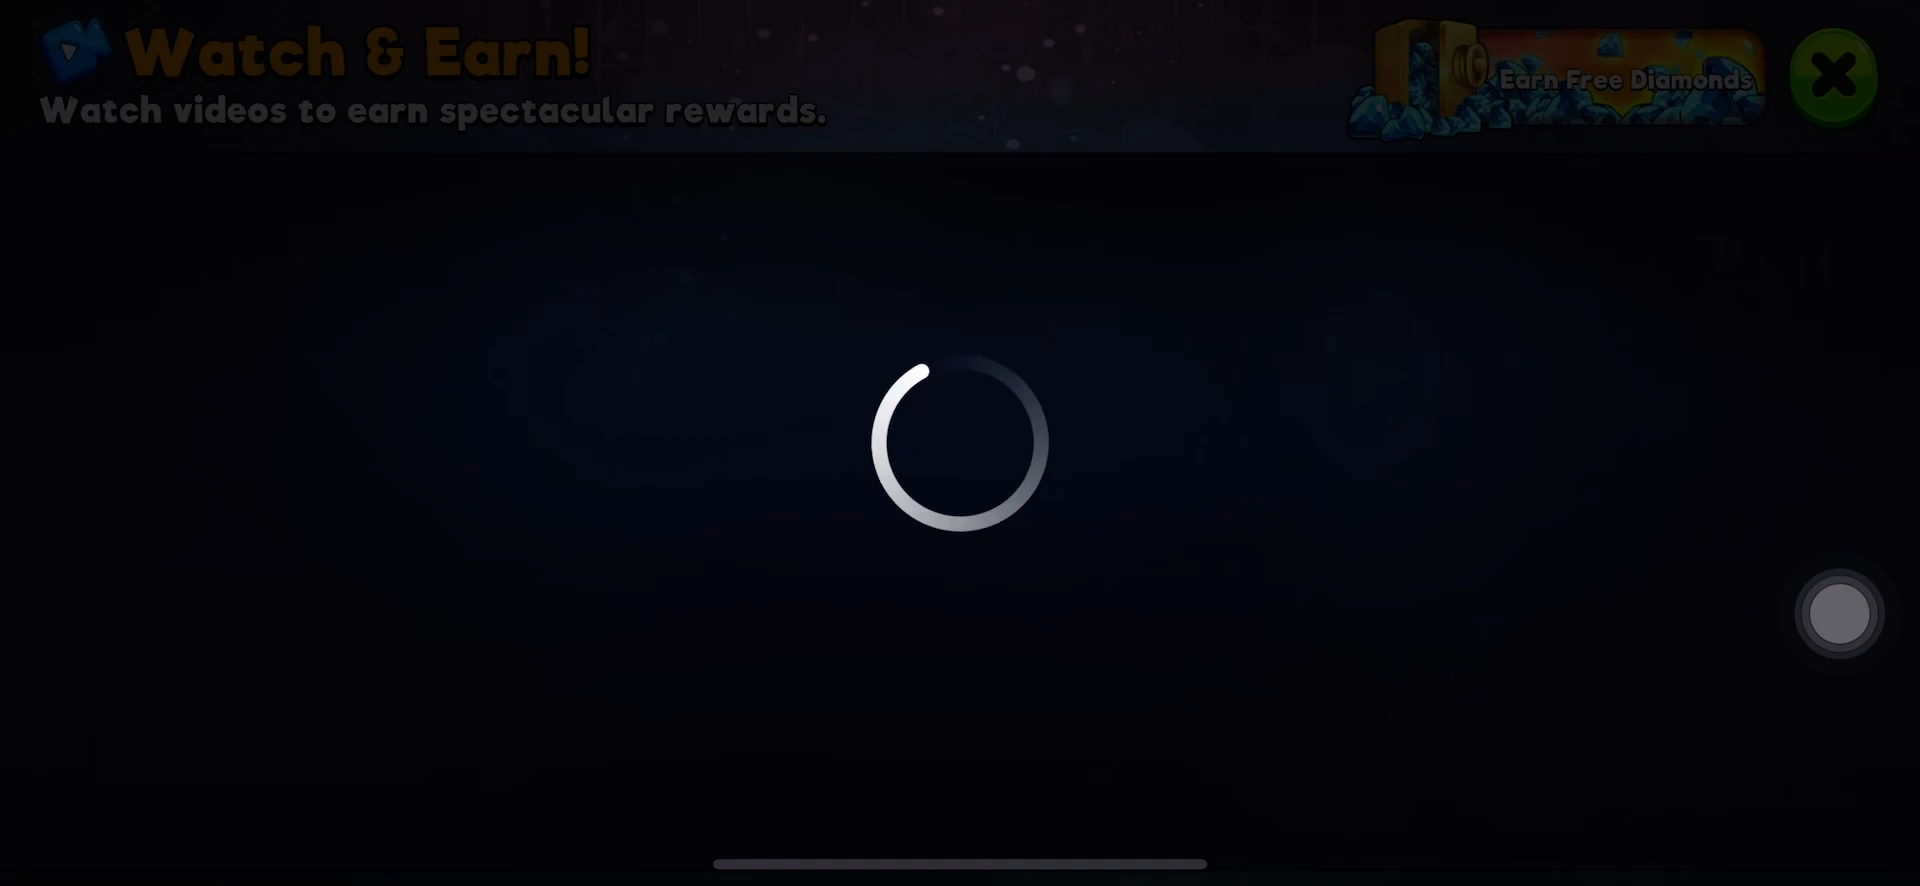 Watch & Earn!
Watch videos to earn spectacular rewards.
Earn Free Diamonds